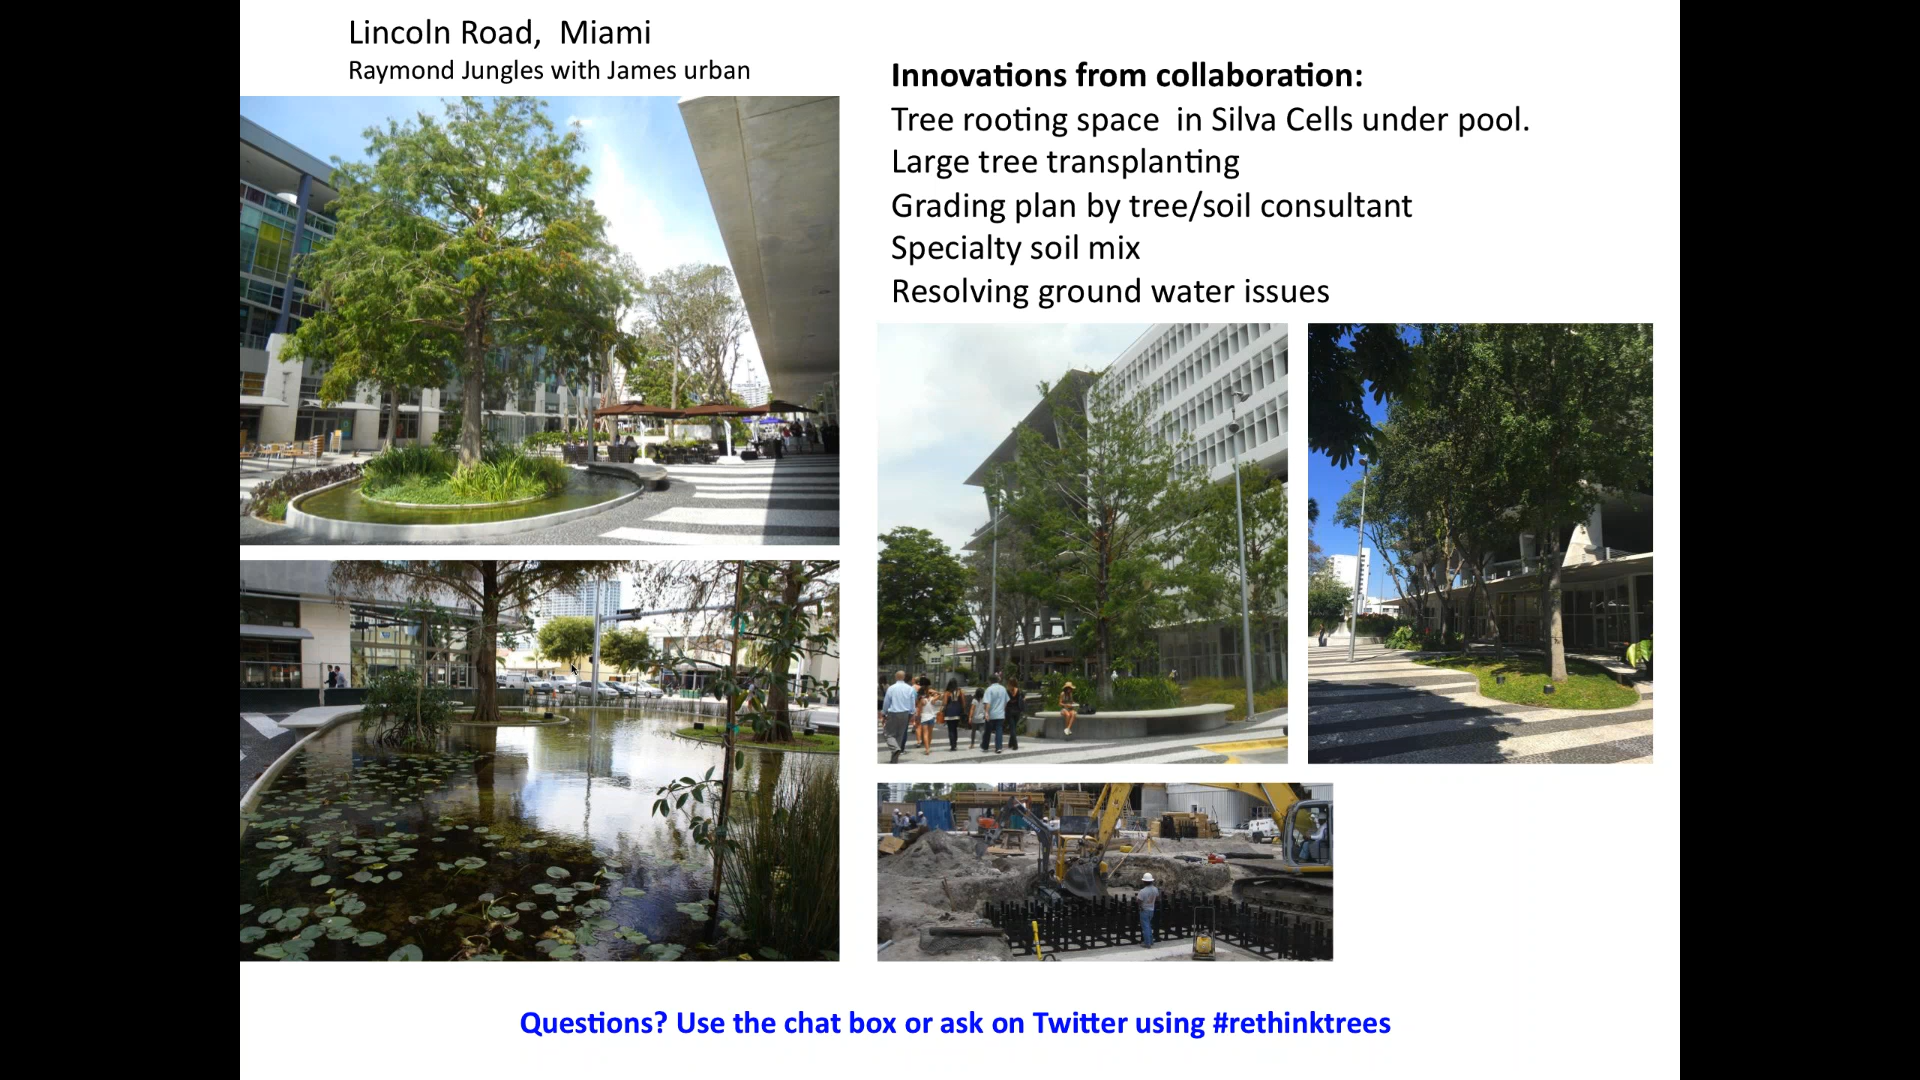 Lincoln Road,  Miami
Raymond Jungles with James urban
Innovations from collaboration:
Tree rooting space  in Silva Cells under pool.
Large tree transplanting
Grading plan by tree/soil consultant
Specialty soil mix
Resolving ground water issues
Questions? Use the chat box or ask on Twitter using #rethinktrees